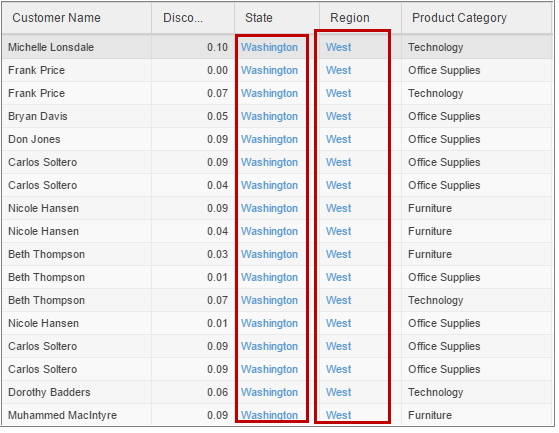 Customer Name Disco... State Region Product Category
Michelle Lonsdale 0.10 Washington West Technology
Frank Price 0.00 Washington West Office Supplies
Frank Price 0.07 Washington West Technology
Bryan Davis 0.05 Washington West Office Supplies
Don Jones 0.09 Washington West Office Supplies
Carlos Soltero 0.09 Washington West Office Supplies
Carlos Soltero 0.04 Washington West Office Supplies
Nicole Hansen 0.09 Washington West Furniture
Nicole Hansen 0.04 Washington West Furniture
Beth Thompson 0.03 Washington West Furniture
Beth Thompson 0.01 Washington West Office Supplies
Beth Thompson 0.07 Washington West Technology
Nicole Hansen 0.01 Washington West Office Supplies
Carlos Soltero 0.09 Washington West Office Supplies
Carlos Soltero 0.09 Washington West Office Supplies
Dorothy Badders 0.06 Washington West Technology
Muhammed MacIntyre 0.09 Washington West Furniture